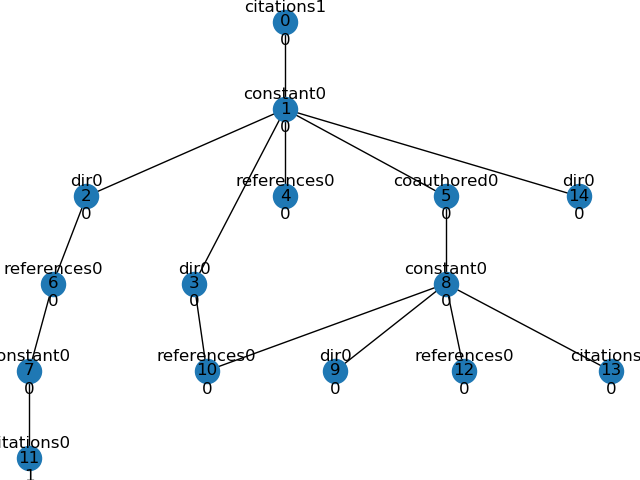 citations1
0
0
constant0
1
0
dir0 references0 coauthored0 dir0
2 4 5 14
0 0 0 0
references0 dir0 constant0
6 3 8
0 0 0
onstant0 references0 dir0 references0 citations
7 10 9 12 13
0 0 0 0 0
itations0
11
1